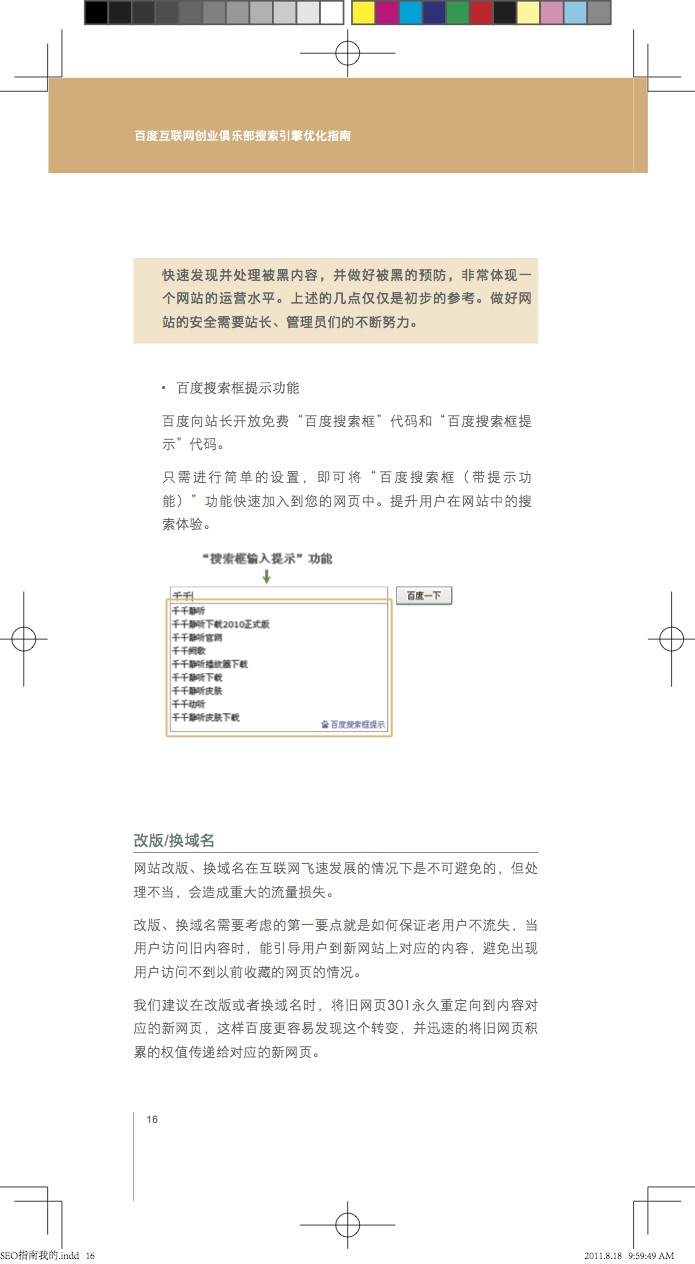 百度互联网创业俱乐部搜索引擎优化指南
快速发现并处理被黑内容，并做好被黑的预防，非常体现一
个网站的运营水平。上述的几点仅仅是初步的参考。做好网
站的安全需要站长、管理员们的不断努力。
• 百度搜索框提示功能
百度向站长开放免费“百度搜索框”代码和“百度搜索框提
示”代码。
只需进行简单的设置，即可将“百度搜索框（带提示功
能）”功能快速加入到您的网页中。提升用户在网站中的搜
索体验。
“搜索框输入提示”功能
千千
百度一下
千千静听
千千静听下载2010正式版
千千静听官网
千千阙歌
千千静听播放器下载
千千静听下载
千千静听皮肤
千千动听
千千静听皮肤下载
百度搜索框提示
改版/换域名
网站改版、换域名在互联网飞速发展的情况下是不可避免的，但处
理不当，会造成重大的流量损失。
改版、换域名需要考虑的第一要点就是如何保证老用户不流失，当
用户访问旧内容时，能引导用户到新网站上对应的内容，避免出现
用户访问不到以前收藏的网页的情况。
我们建议在改版或者换域名时，将旧网页301永久重定向到内容对
应的新网页，这样百度更容易发现这个转变，并迅速的将旧网页积
累的权值传递给对应的新网页。
16
SEO指南我的.indd 16
2011.8.18 9:59:49 AM